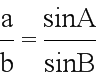 a/b = sinA/sinB